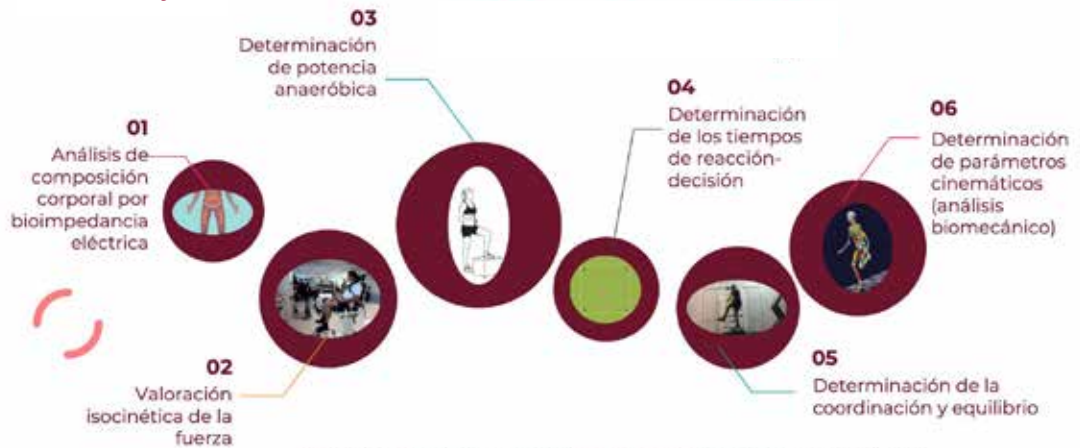 01
Análisis de
composición
corporal por
bioimpedancia
eléctrica
02
Valoración
isocinética de la
fuerza
03
Determinación
de potencia
anaeróbica
04
Determinación
de los tiempos
de reacción-
decisión
05
Determinación de la
coordinación y equilibrio
06
Determinación
de parámetros
cinemáticos
(análisis
biomecánico)